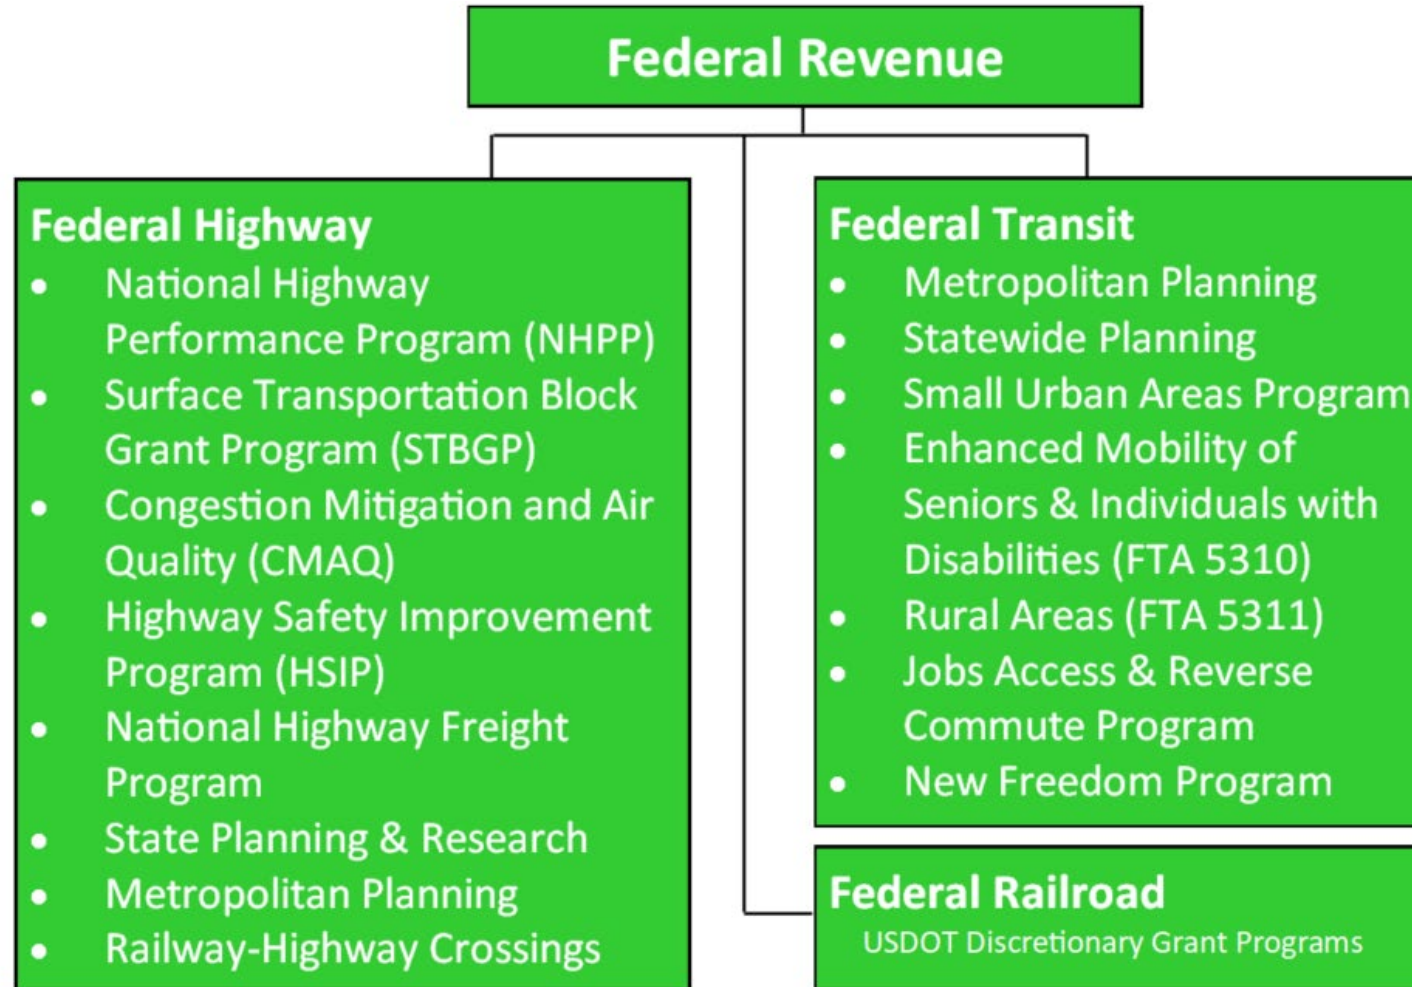 Federal Revenue
Federal Highway
• National Highway
Performance Program (NHPP)
• Surface Transportation Block
Grant Program (STBGP)
• Congestion Mitigation and Air
Quality (CMAQ)
• Highway Safety Improvement
Program (HSIP)
• National Highway Freight
Program
• State Planning & Research
• Metropolitan Planning
• Railway-Highway Crossings
Federal Transit
• Metropolitan Planning
• Statewide Planning
• Small Urban Areas Program
• Enhanced Mobility of
Seniors & Individuals with
Disabilities (FTA 5310)
• Rural Areas (FTA 5311)
• Jobs Access & Reverse
Commute Program
• New Freedom Program
Federal Railroad
USDOT Discretionary Grant Programs